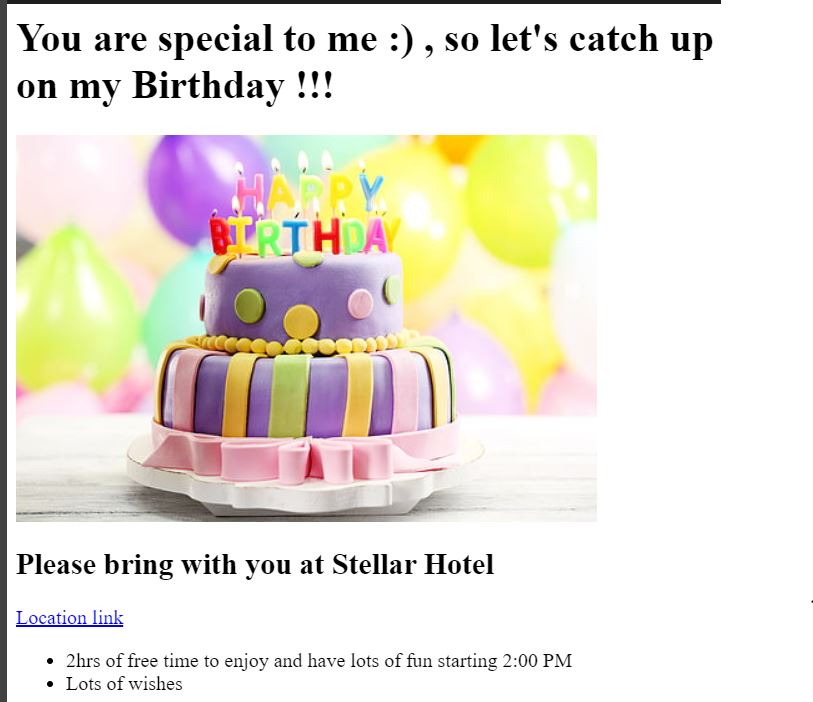 You are special to me :) , so let's catch up
on my Birthday !!!
HAPPY
BIRTHDAY
Please bring with you at Stellar Hotel
Location link
2hrs of free time to enjoy and have lots of fun starting 2:00 PM
Lots of wishes